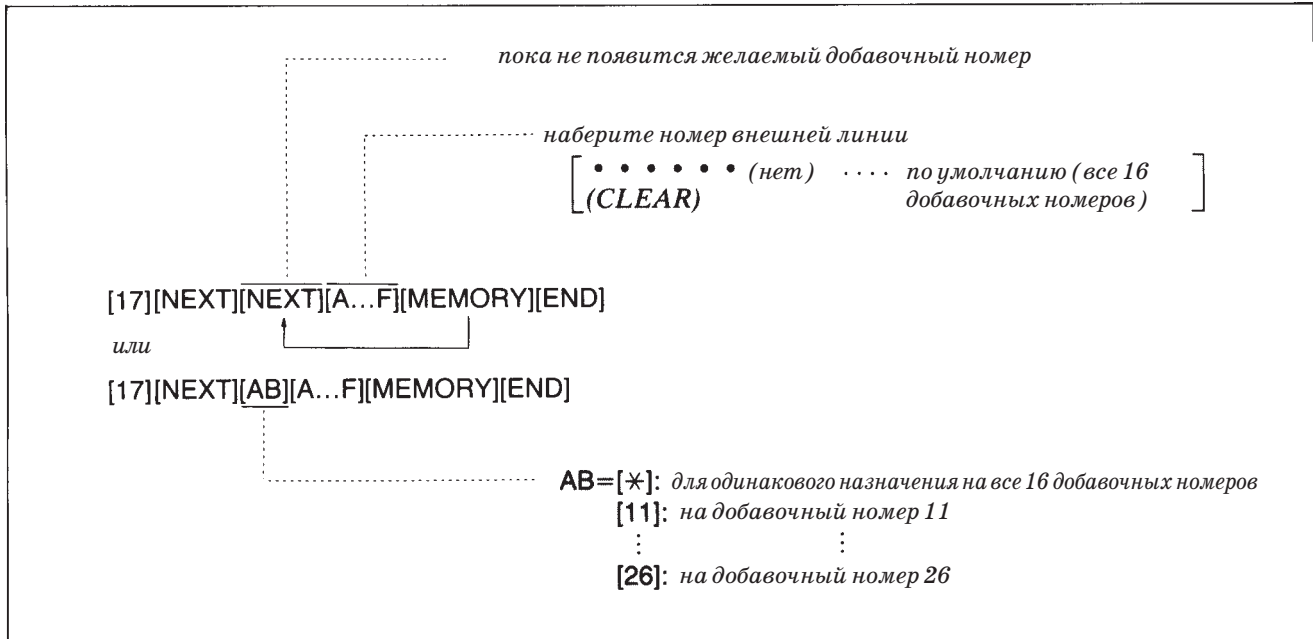 пока не появится желаемый добавочный номер
наберите номер внешней линии
• • • • • • (нет) ···· по умолчанию (все 16
(CLEAR) добавочных номеров)
[17][NEXT][NEXT][A...F][MEMORY][END]
или
[17][NEXT][AB][A...F][MEMORY][END]
AB=[✳]: для одинакового назначения на все 16 добавочных номеров
[11]: на добавочный номер 11
⋮ ⋮
[26]: на добавочный номер 26